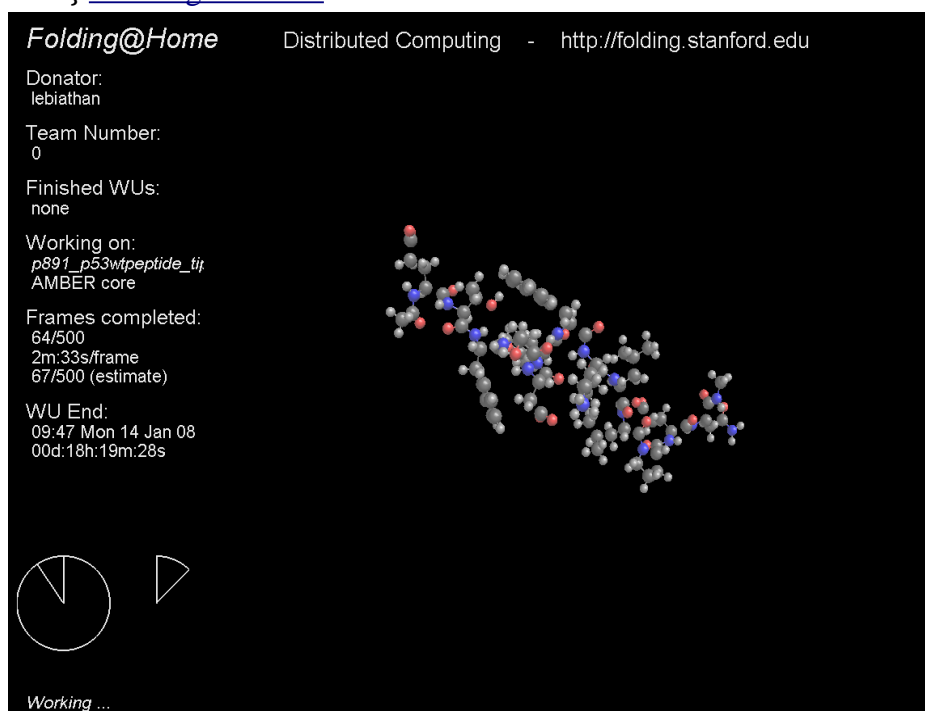 Folding@Home Distributed Computing - http://folding.stanford.edu
Donator:
lebiathan
Team Number:
0
Finished WUs:
none
Working on:
p891_p53wtpeptide_tip
AMBER core
Frames completed:
64/500
2m:33s/frame
67/500 (estimate)
WU End:
09:47 Mon 14 Jan 08
00d:18h:19m:28s
Working ...